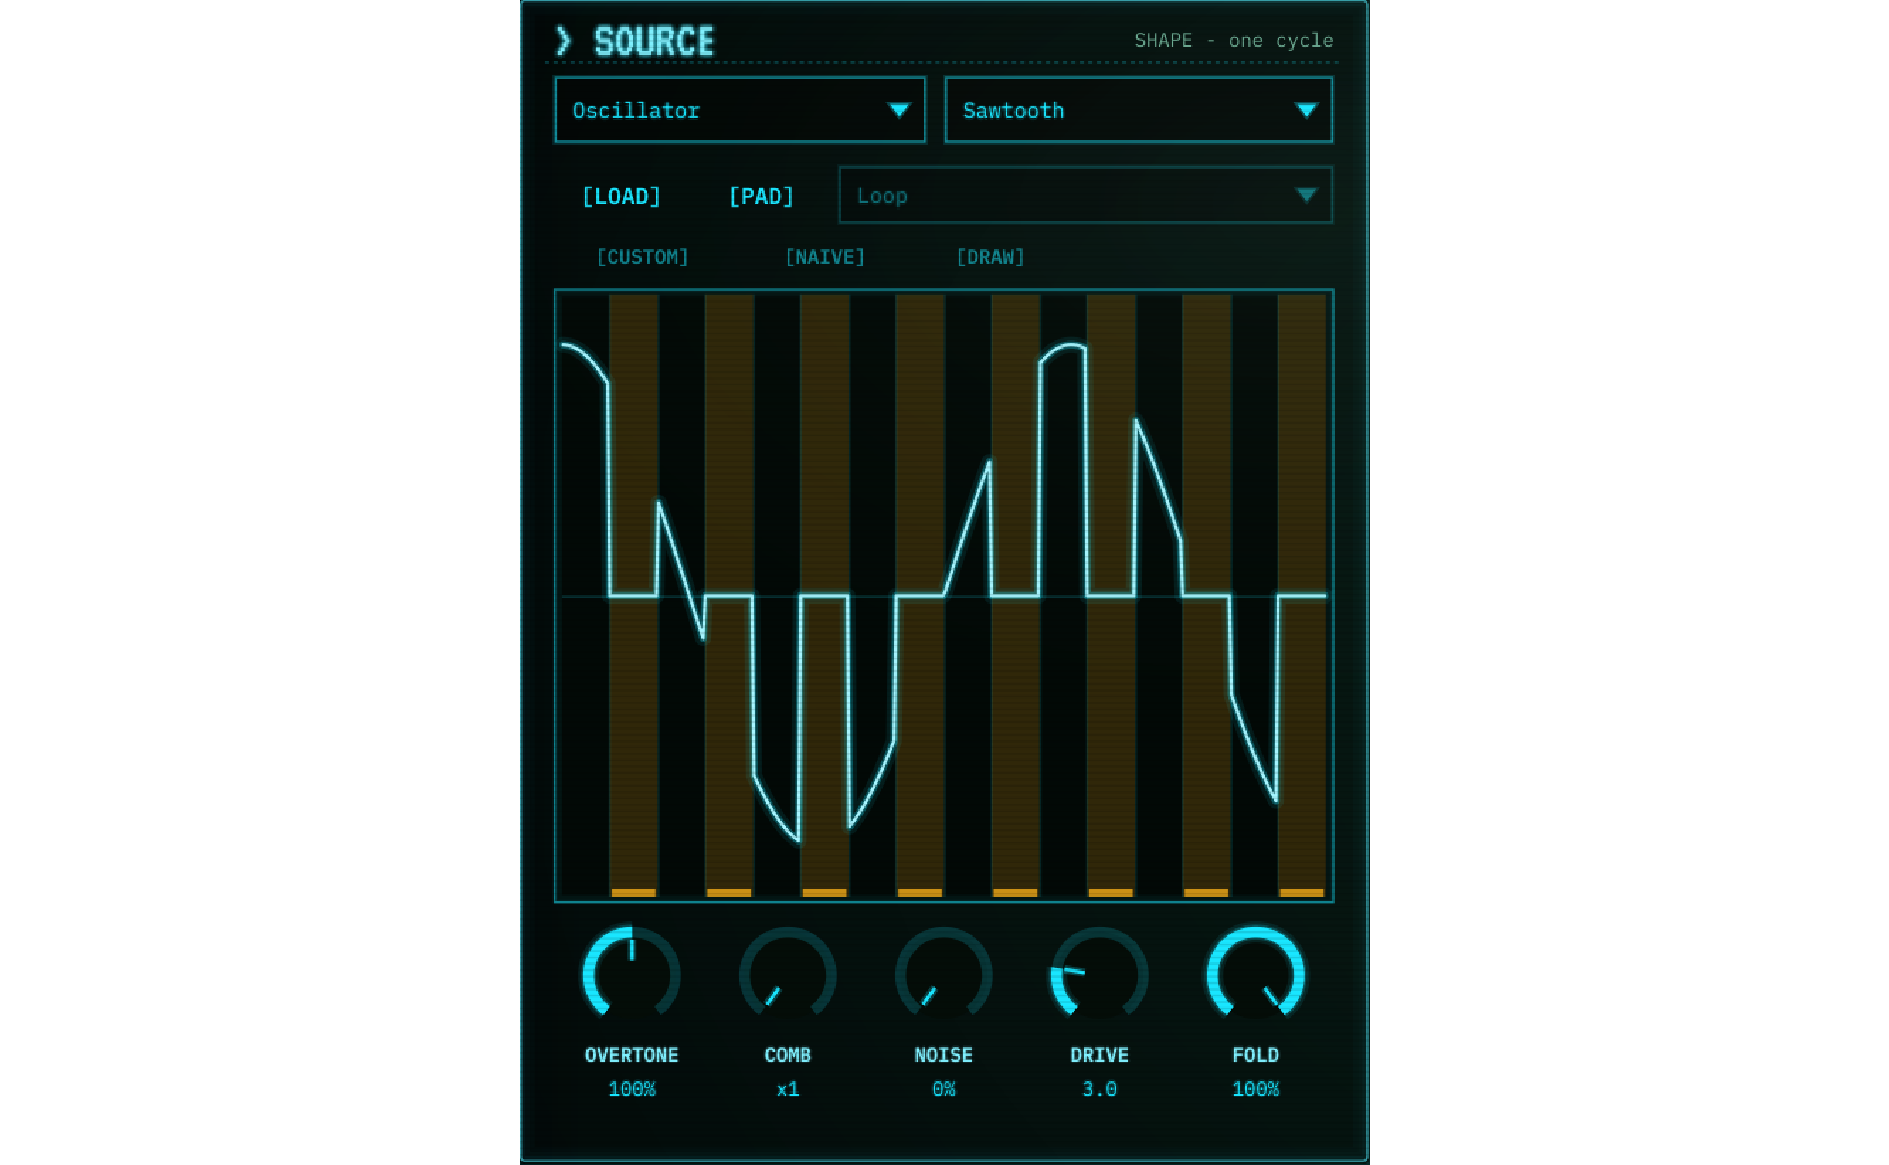 ❯ SOURCE
SHAPE - one cycle
Oscillator
Sawtooth
[LOAD] [PAD] Loop
[CUSTOM] [NAIVE] [DRAW]
OVERTONE COMB NOISE DRIVE FOLD
100% x1 0% 3.0 100%